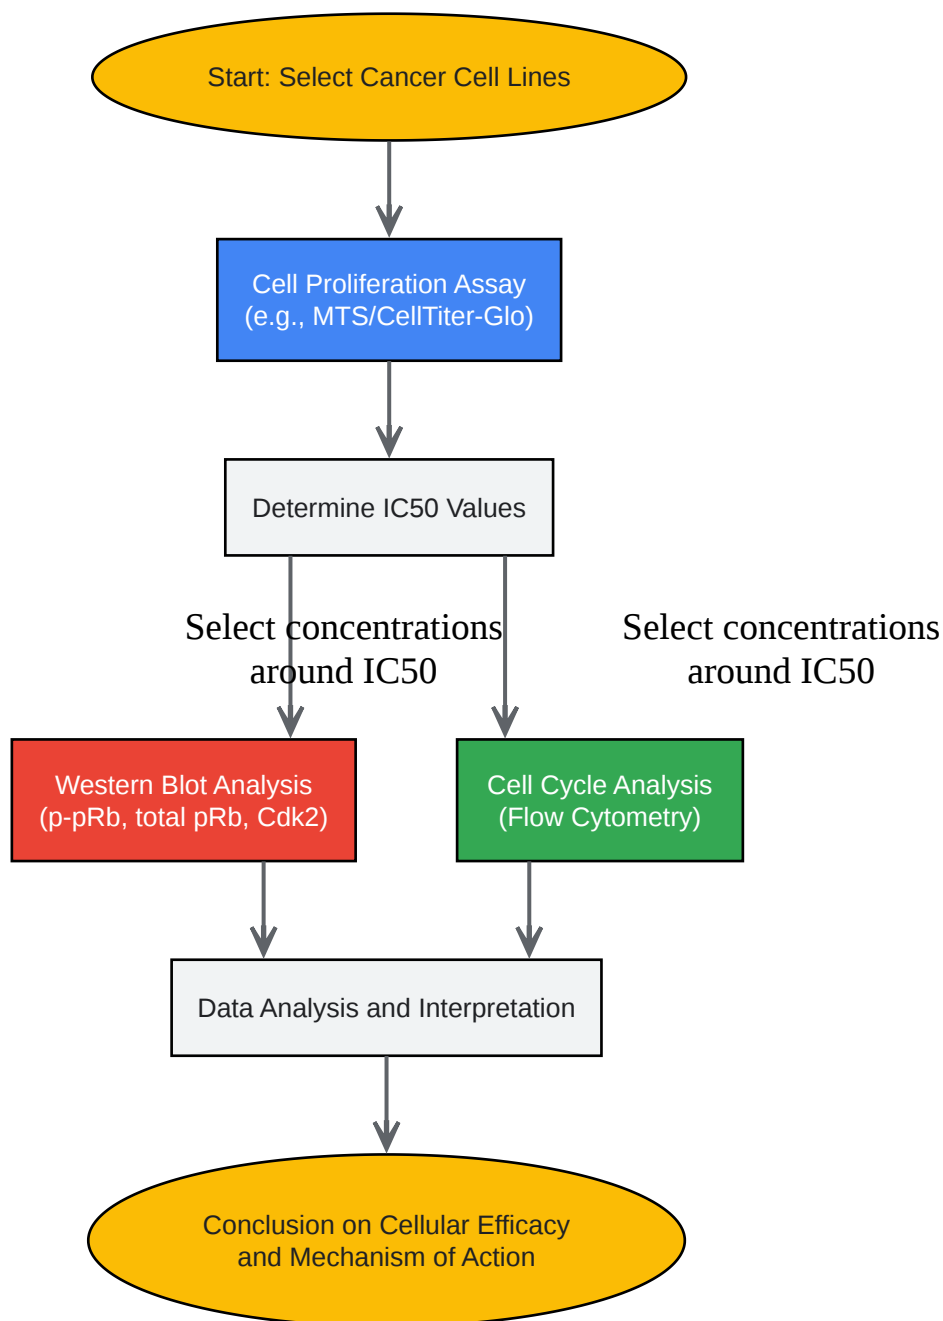 Start: Select Cancer Cell Lines
Cell Proliferation Assay
(e.g., MTS/CellTiter-Glo)
Determine IC50 Values
Select concentrations
around IC50
Select concentrations
around IC50
Western Blot Analysis
(p-pRb, total pRb, Cdk2)
Cell Cycle Analysis
(Flow Cytometry)
Data Analysis and Interpretation
Conclusion on Cellular Efficacy
and Mechanism of Action